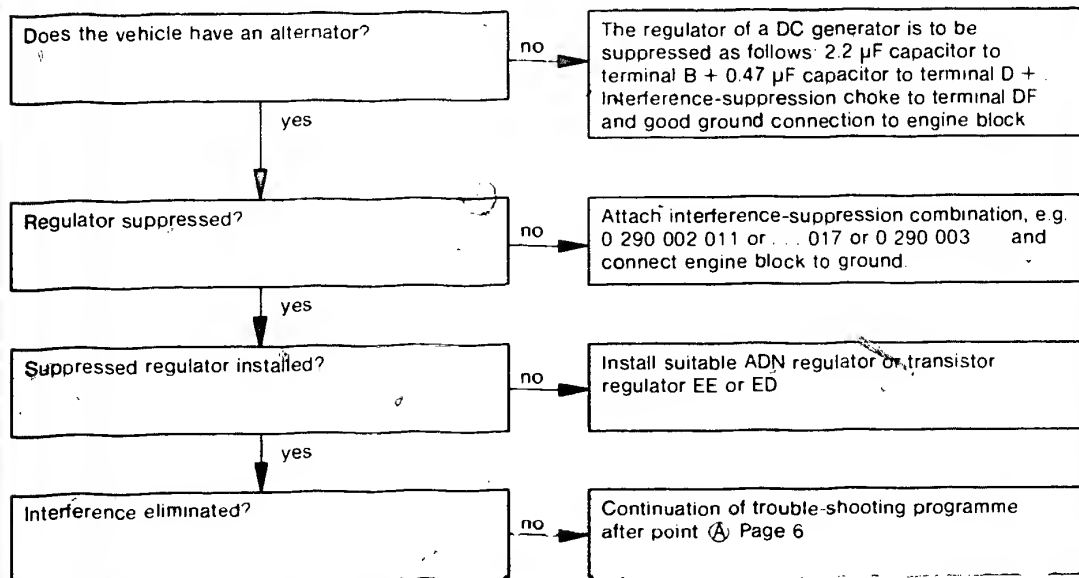 Does the vehicle have an alternator?
no
The regulator of a DC generator is to be
suppressed as follows: 2.2 µF capacitor to
terminal B + 0.47 µF capacitor to terminal D + .
Interference-suppression choke to terminal DF
and good ground connection to engine block
yes
Regulator suppressed?
no
Attach interference-suppression combination, e.g.
0 290 002 011 or . . . 017 or 0 290 003 and
connect engine block to ground.
yes
Suppressed regulator installed?
no
Install suitable ADN regulator or transistor
regulator EE or ED
yes
Interference eliminated?
no
Continuation of trouble-shooting programme
after point Ⓐ Page 6